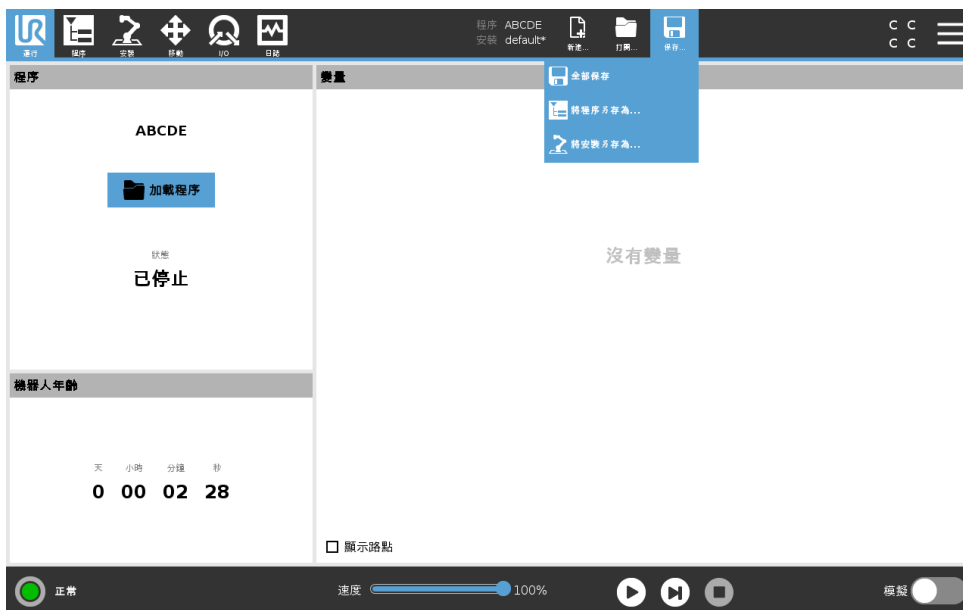 UR
運行
程序
安裝
移動
I/O
日誌
程序 ABCDE
安裝 default*
新建...
打開...
保存...
C C
C C
全部保存
將程序另存為...
將安裝另存為...
程序
ABCDE
加載程序
狀態
已停止
變量
沒有變量
機器人年齡
天 小時 分鐘 秒
0 00 02 28
顯示路點
正常
速度
100%
模擬